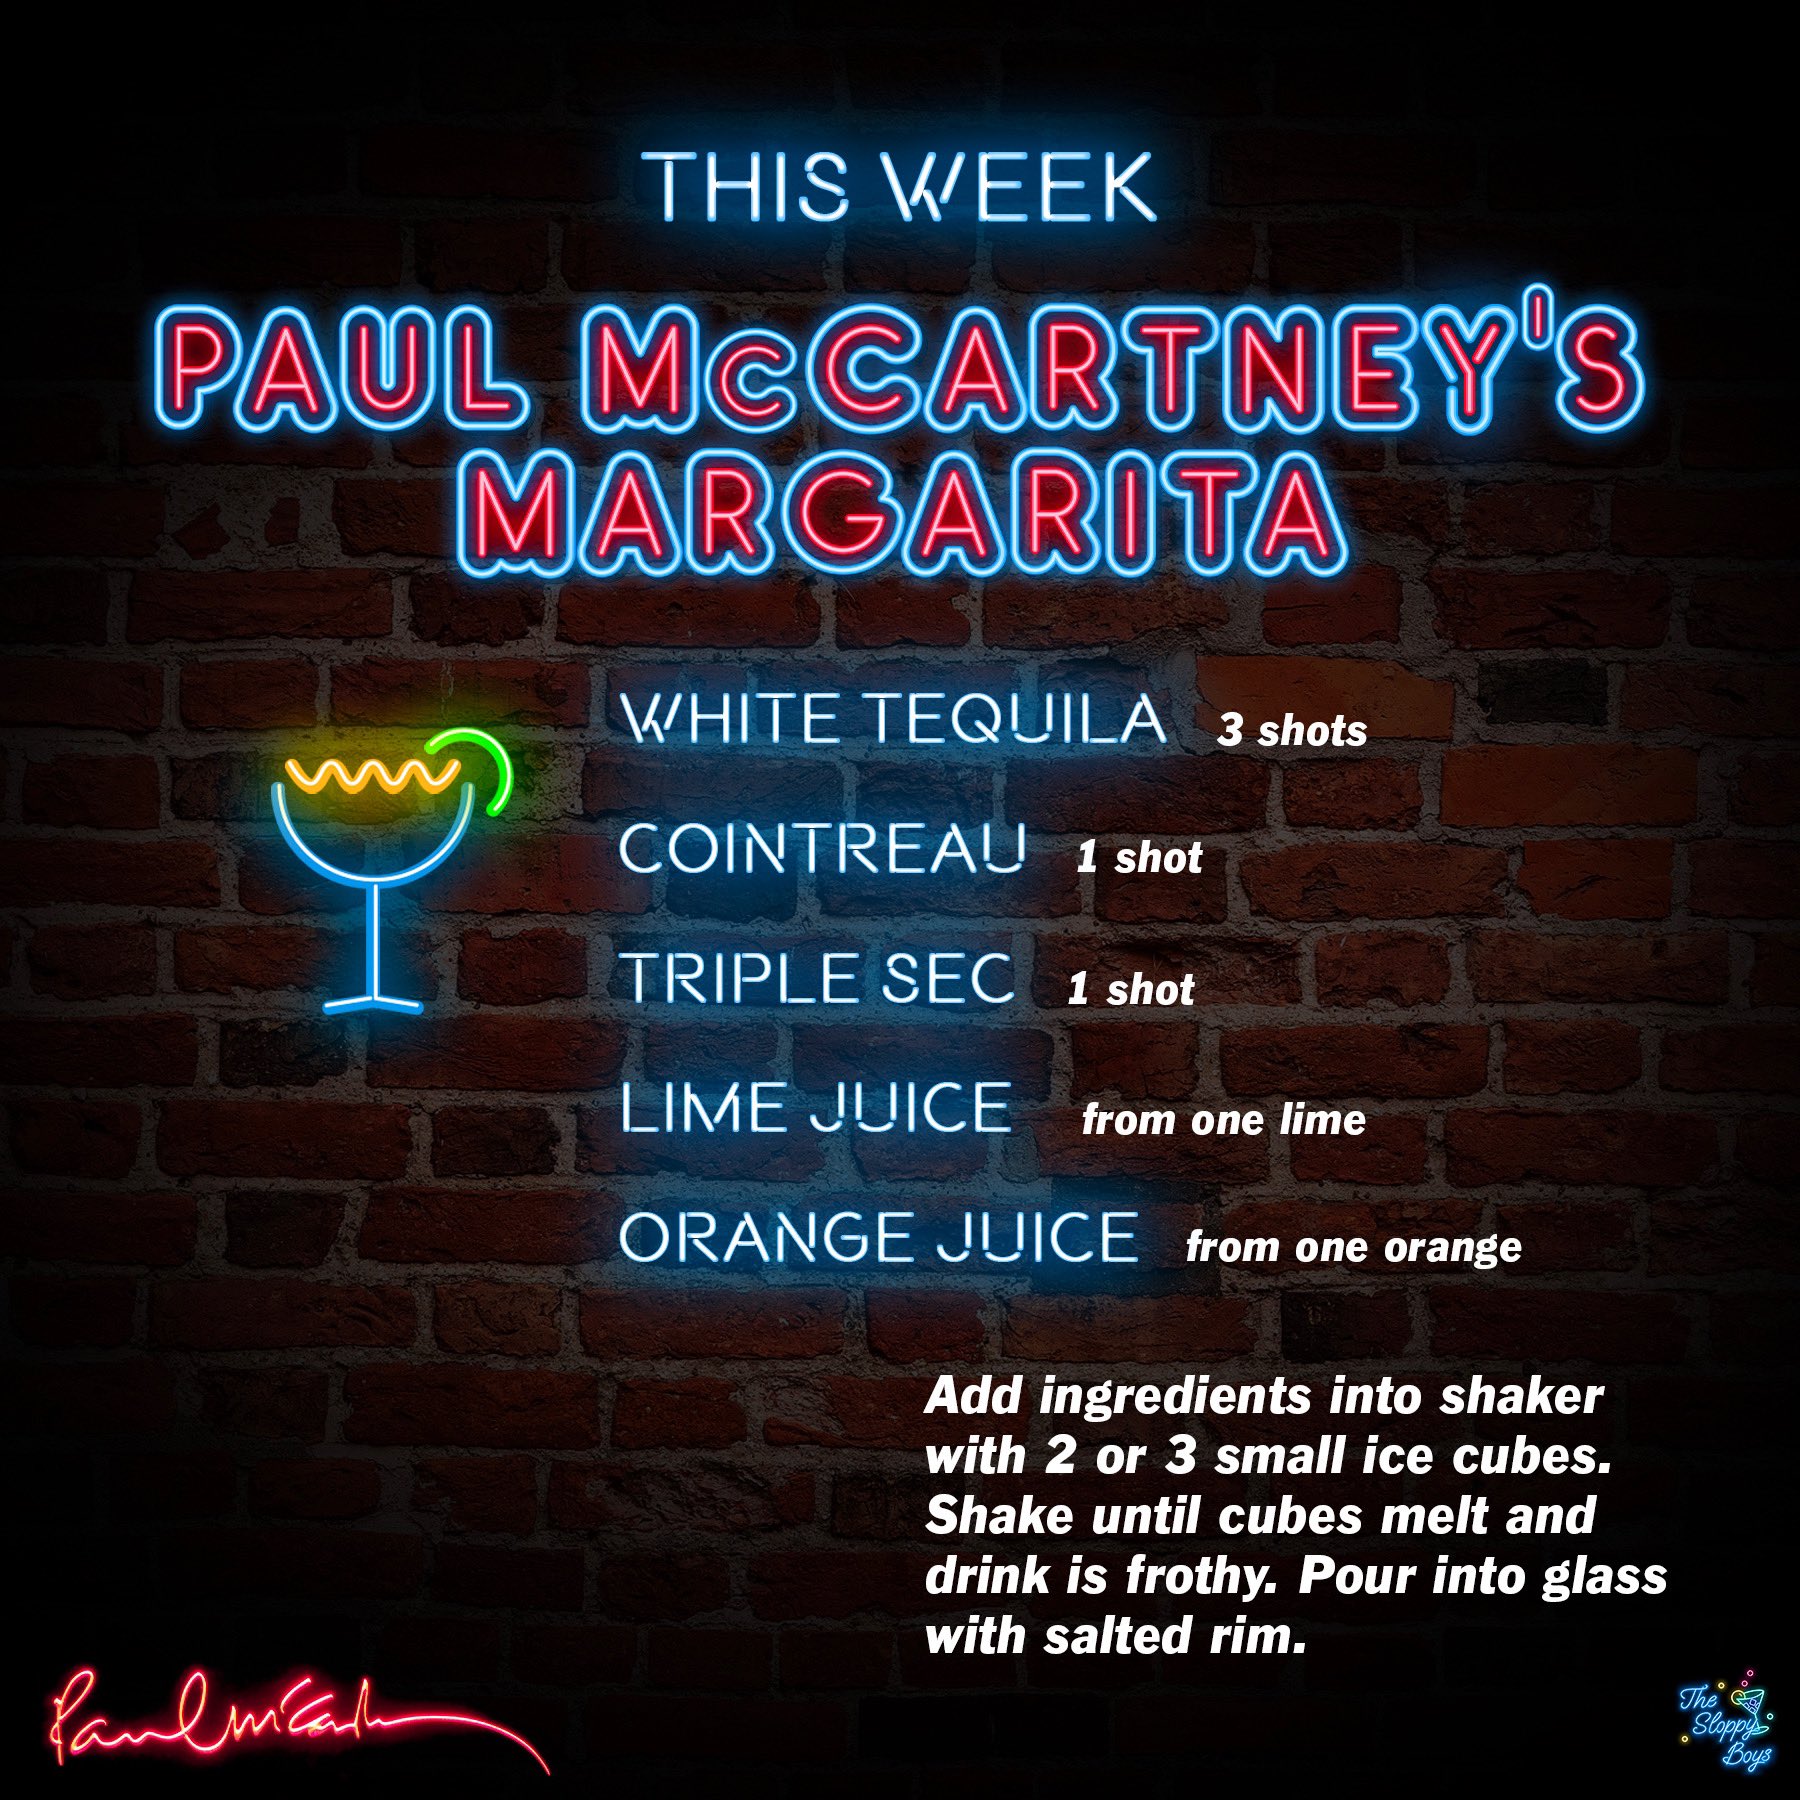 THIS WEEK
PAUL McCARTNEY'S
MARGARITA
WHITE TEQUILA 3 shots
COINTREAU 1 shot
TRIPLE SEC 1 shot
LIME JUICE from one lime
ORANGE JUICE from one orange
Add ingredients into shaker
with 2 or 3 small ice cubes.
Shake until cubes melt and
drink is frothy. Pour into glass
with salted rim.
Paul McCartney
The
Sloppy
Boys